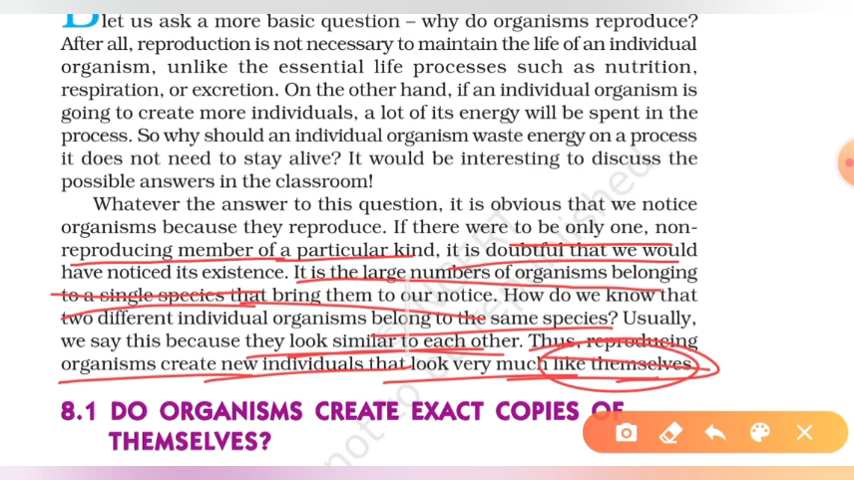 Blet us ask a more basic question – why do organisms reproduce?
After all, reproduction is not necessary to maintain the life of an individual
organism, unlike the essential life processes such as nutrition,
respiration, or excretion. On the other hand, if an individual organism is
going to create more individuals, a lot of its energy will be spent in the
process. So why should an individual organism waste energy on a process
it does not need to stay alive? It would be interesting to discuss the
possible answers in the classroom!
Whatever the answer to this question, it is obvious that we notice
organisms because they reproduce. If there were to be only one, non-
reproducing member of a particular kind, it is doubtful that we would
have noticed its existence. It is the large numbers of organisms belonging
to a single species that bring them to our notice. How do we know that
two different individual organisms belong to the same species? Usually,
we say this because they look similar to each other. Thus, reproducing
organisms create new individuals that look very much like themselves.
8.1 DO ORGANISMS CREATE EXACT COPIES OF
THEMSELVES?